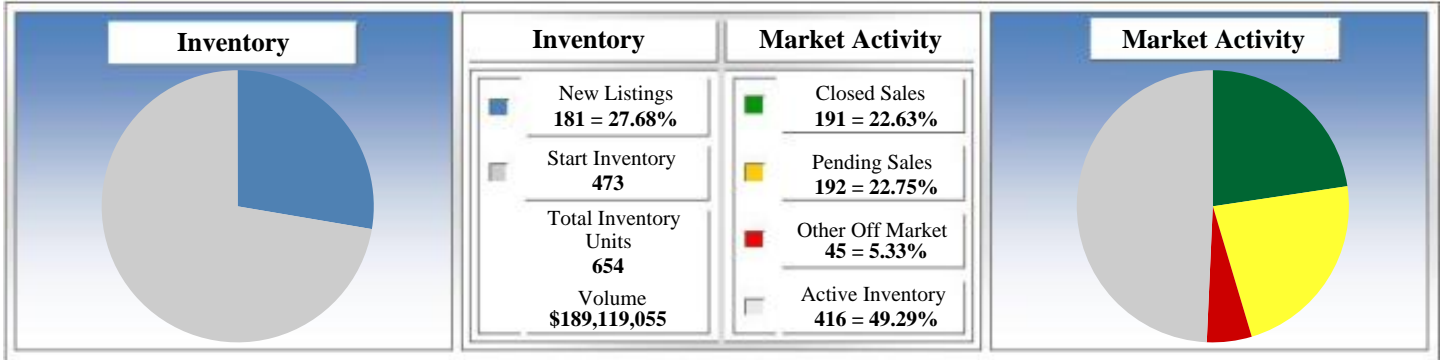 Inventory
Inventory
New Listings
181 = 27.68%
Start Inventory
473
Total Inventory
Units
654
Volume
$189,119,055
Market Activity
Closed Sales
191 = 22.63%
Pending Sales
192 = 22.75%
Other Off Market
45 = 5.33%
Active Inventory
416 = 49.29%
Market Activity